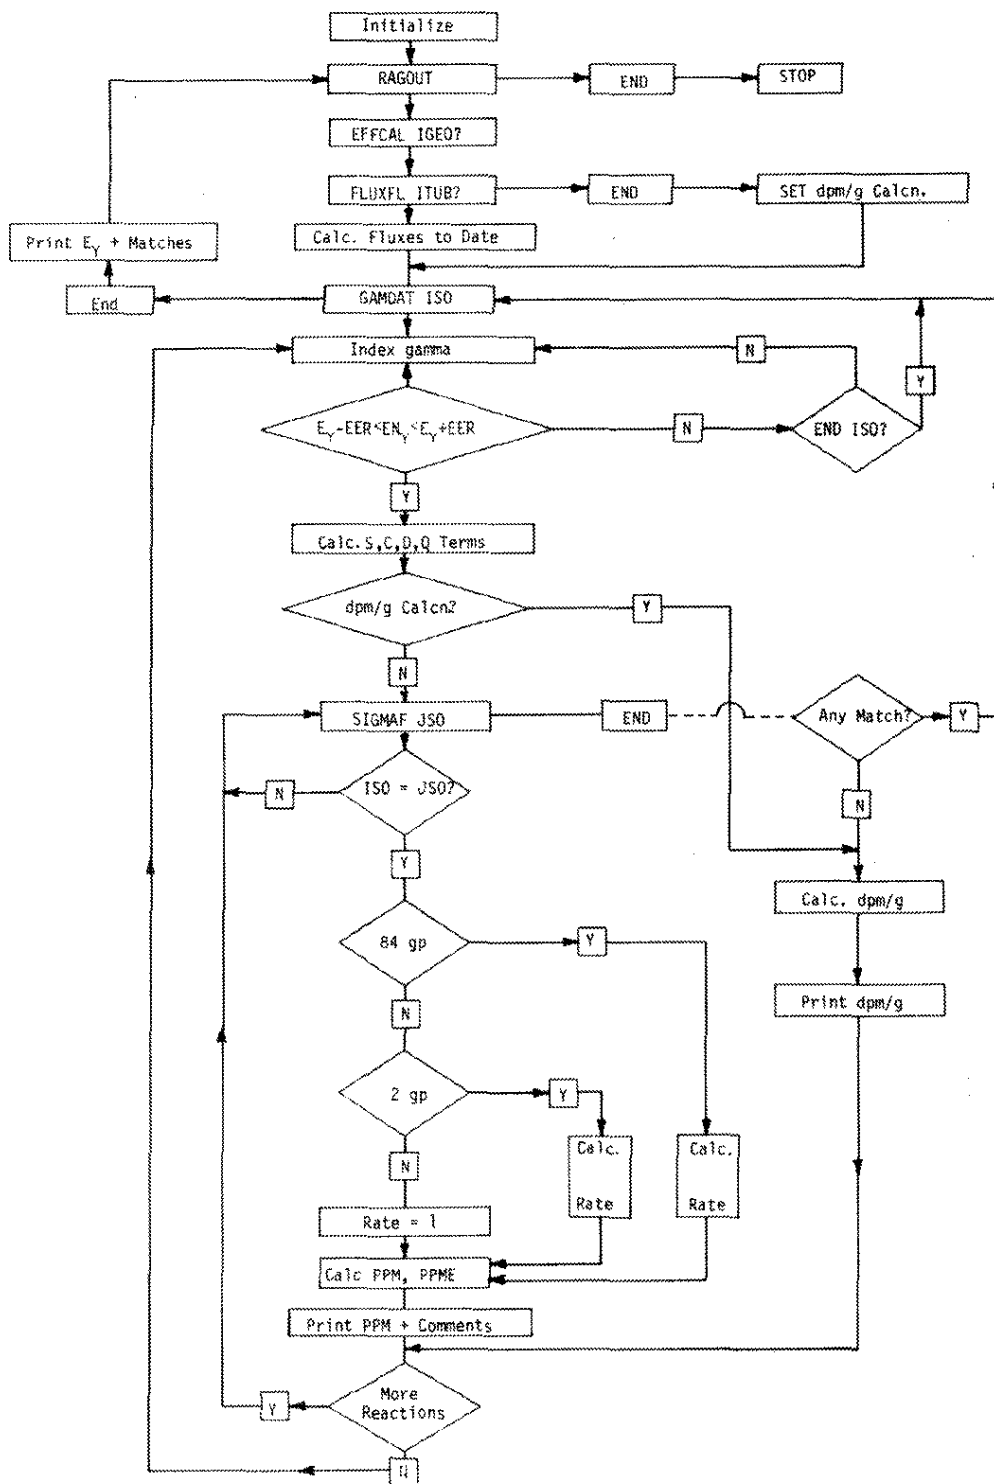 Initialize
RAGOUT
END
STOP
EFFCAL IGEO?
FLUXFL ITUB?
END
SET dpm/g Calcn.
Print Eγ + Matches
Calc. Fluxes to Date
End
GAMDAT ISO
Index gamma
N
Y
Eγ-EER<ENγ<Eγ+EER
N
END ISO?
Y
Calc.S,C,D,Q Terms
dpm/g Calcn?
Y
N
SIGMAF JSO
END
Any Match?
Y
ISO = JSO?
N
N
Y
Calc. dpm/g
84 gp
Y
Print dpm/g
N
2 gp
Y
Calc.
Rate
Calc.
Rate
N
Rate = 1
Calc PPM, PPME
Print PPM + Comments
More
Reactions
Y
N